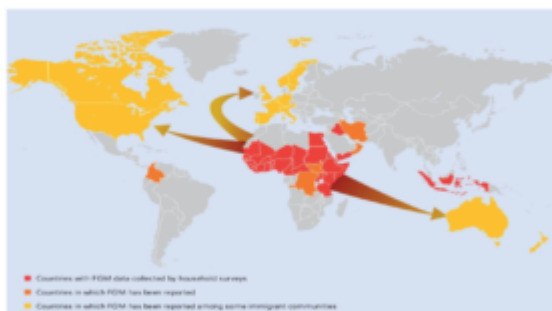 Countries with FGM data collected by household surveys
Countries in which FGM has been reported
Countries in which FGM has been reported among some immigrant communities